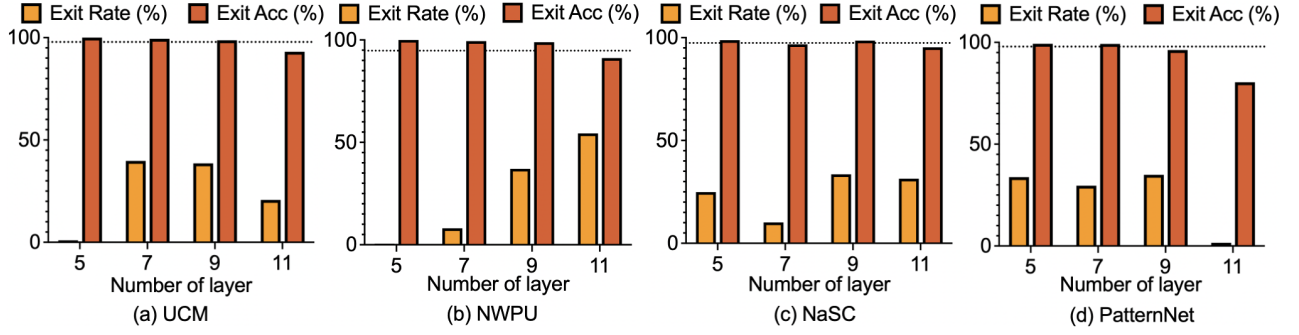 Exit Rate (%) Exit Acc (%)
100
50
0
5 7 9 11
Number of layer
(a) UCM
Exit Rate (%) Exit Acc (%)
100
50
0
5 7 9 11
Number of layer
(b) NWPU
Exit Rate (%) Exit Acc (%)
100
50
0
5 7 9 11
Number of layer
(c) NaSC
Exit Rate (%) Exit Acc (%)
100
50
0
5 7 9 11
Number of layer
(d) PatternNet